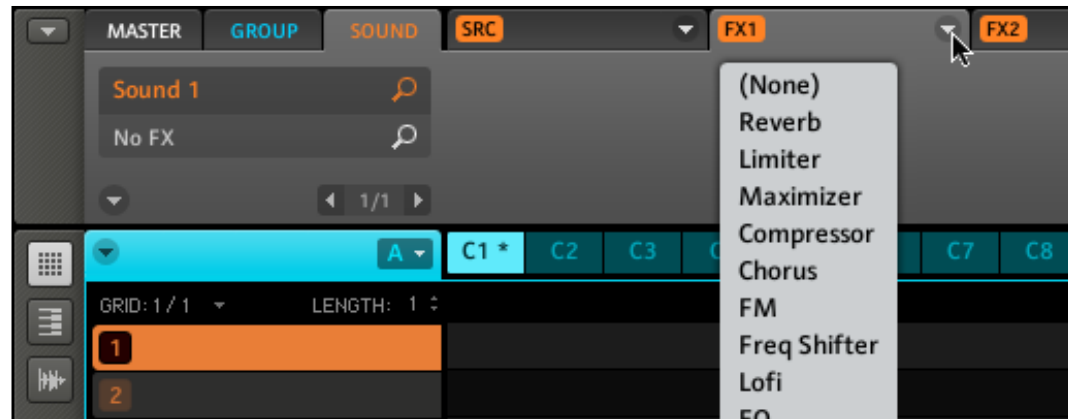 MASTER GROUP SOUND SRC FX1 FX2
Sound 1
No FX
1/1
(None)
Reverb
Limiter
Maximizer
Compressor
Chorus
FM
Freq Shifter
Lofi
EQ
A C1 * C2 C3 C7 C8
GRID: 1 / 1 LENGTH: 1
1
2